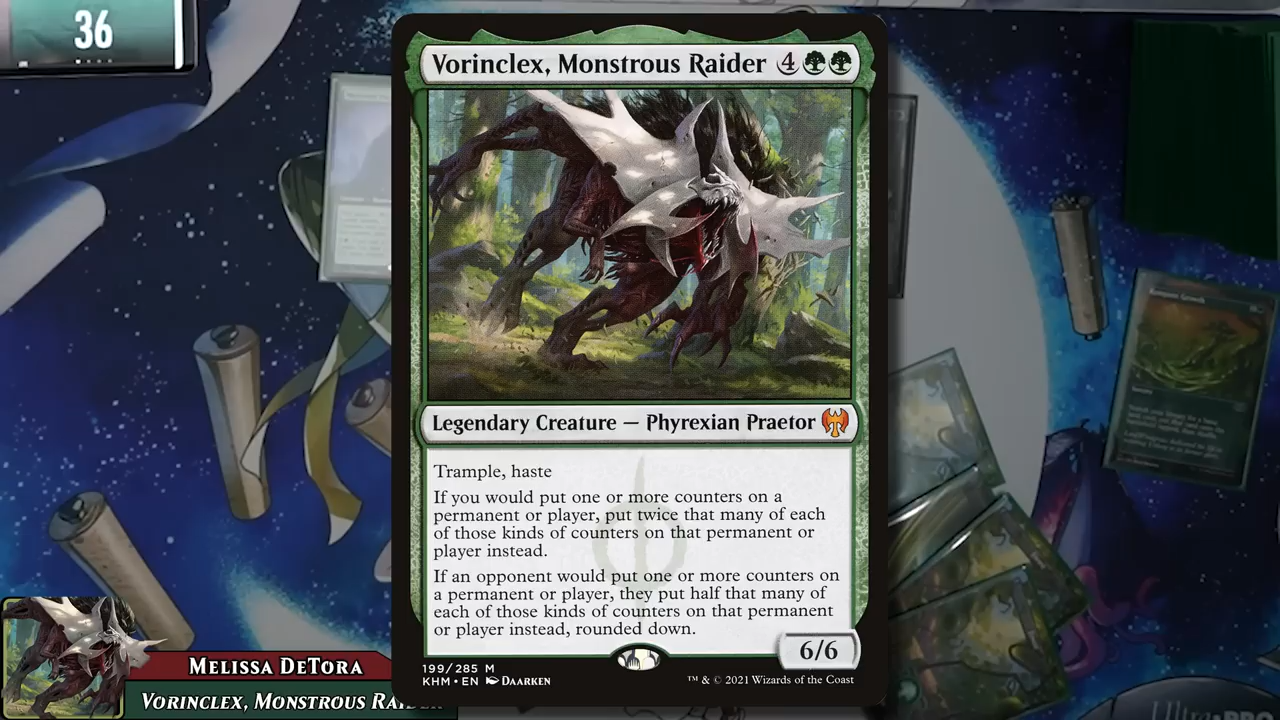 36
Vorinclex, Monstrous Raider 4
Legendary Creature — Phyrexian Praetor
Trample, haste
If you would put one or more counters on a
permanent or player, put twice that many of each
of those kinds of counters on that permanent or
player instead.
If an opponent would put one or more counters on
a permanent or player, they put half that many of
each of those kinds of counters on that permanent
or player instead, rounded down.
6/6
199/285 M
KHM • EN Daarken
™ & © 2021 Wizards of the Coast
Melissa DeTora
Vorinclex, Monstrous Raider
Ultra PRO